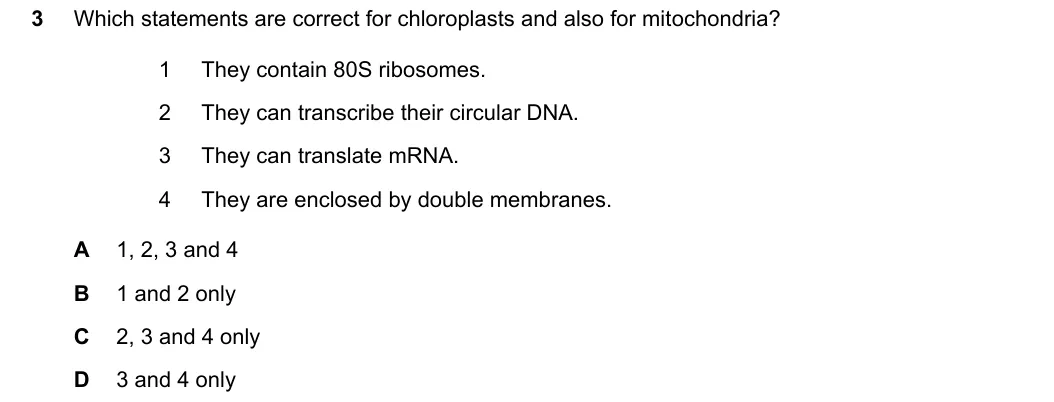 3 Which statements are correct for chloroplasts and also for mitochondria?
1 They contain 80S ribosomes.
2 They can transcribe their circular DNA.
3 They can translate mRNA.
4 They are enclosed by double membranes.
A 1, 2, 3 and 4
B 1 and 2 only
C 2, 3 and 4 only
D 3 and 4 only